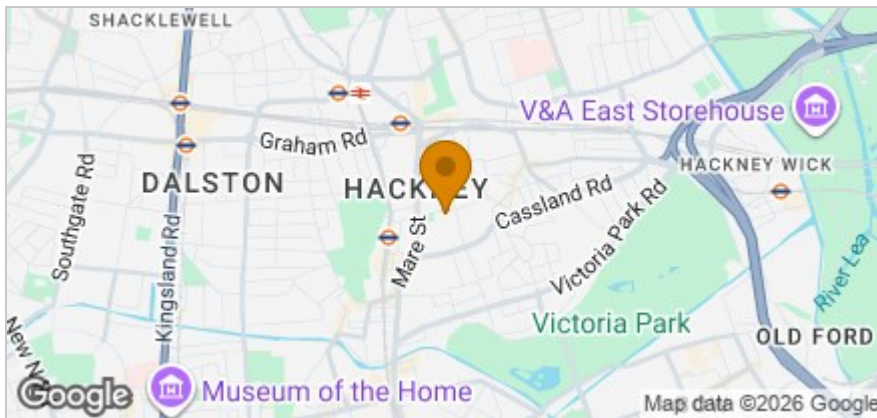 SHACKLEWELL
V&A East Storehouse
Graham Rd
HACKNEY WICK
DALSTON
HACKNEY
Cassland Rd
Southgate Rd
Kingsland Rd
Mare St
Victoria Park Rd
River Lea
Victoria Park
OLD FORD
New N
Google
Museum of the Home
Map data ©2026 Google